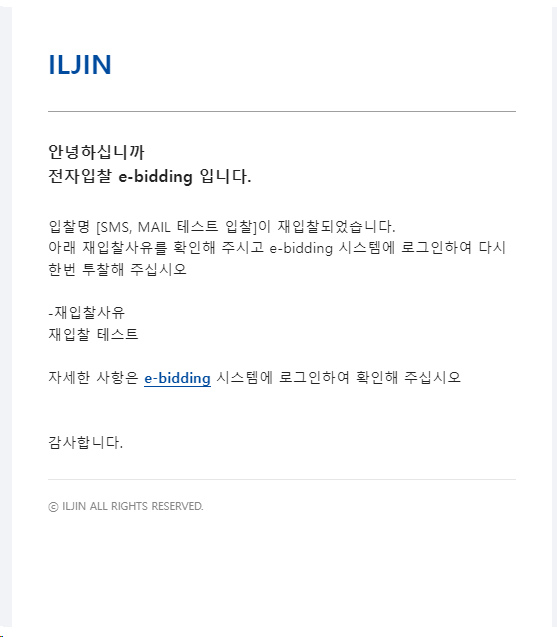 ILJIN
안녕하십니까
전자입찰 e-bidding 입니다.
입찰명 [SMS, MAIL 테스트 입찰]이 재입찰되었습니다.
아래 재입찰사유를 확인해 주시고 e-bidding 시스템에 로그인하여 다시
한번 투찰해 주십시오
-재입찰사유
재입찰 테스트
자세한 사항은 e-bidding 시스템에 로그인하여 확인해 주십시오
감사합니다.
ⓒ ILJIN ALL RIGHTS RESERVED.